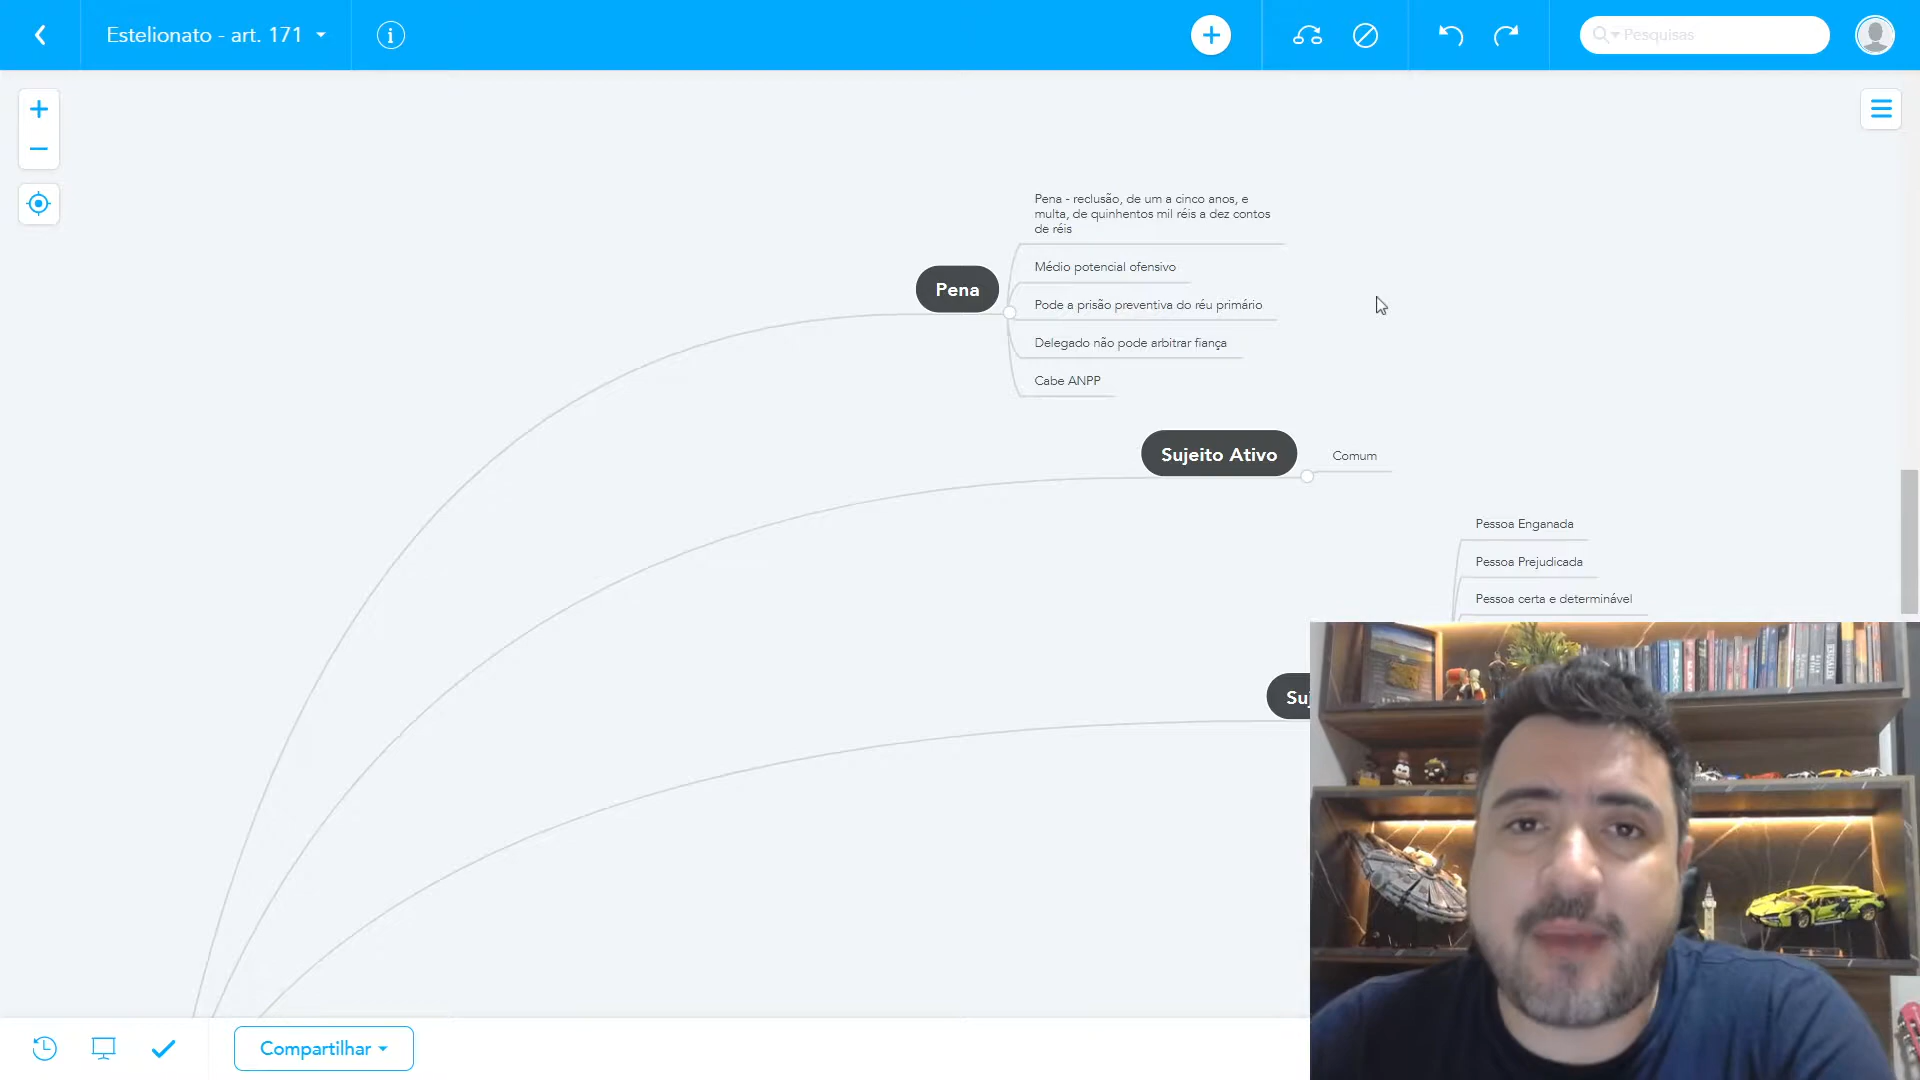 Estelionato - art. 171
Pesquisas
Pena - reclusão, de um a cinco anos, e
multa, de quinhentos mil réis a dez contos
de réis
Médio potencial ofensivo
Pena
Pode a prisão preventiva do réu primário
Delegado não pode arbitrar fiança
Cabe ANPP
Sujeito Ativo
Comum
Pessoa Enganada
Pessoa Prejudicada
Pessoa certa e determinável
Suj
Compartilhar